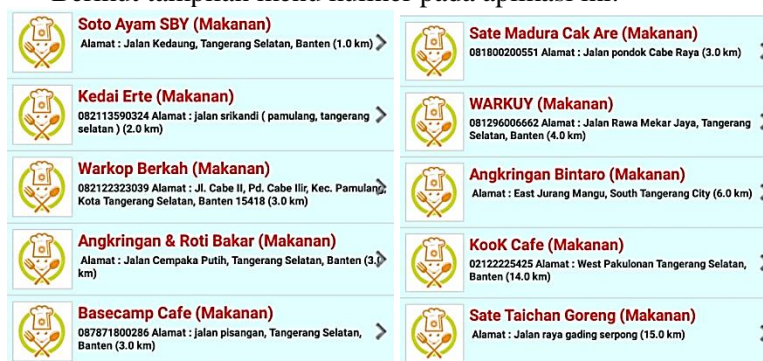 Berikut tampilan menu kuliner pada aplikasi ini.
Soto Ayam SBY (Makanan)
Alamat : Jalan Kedaung, Tangerang Selatan, Banten (1.0 km)
Kedai Erte (Makanan)
082113590324 Alamat : jalan srikandi ( pamulang, tangerang
selatan ) (2.0 km)
Warkop Berkah (Makanan)
082122323039 Alamat : Jl. Cabe II, Pd. Cabe Ilir, Kec. Pamulang,
Kota Tangerang Selatan, Banten 15418 (3.0 km)
Angkringan & Roti Bakar (Makanan)
Alamat : Jalan Cempaka Putih, Tangerang Selatan, Banten (3.0
km)
Basecamp Cafe (Makanan)
087871800286 Alamat : jalan pisangan, Tangerang Selatan,
Banten (3.0 km)
Sate Madura Cak Are (Makanan)
081800200551 Alamat : Jalan pondok Cabe Raya (3.0 km)
WARKUY (Makanan)
081296006662 Alamat : Jalan Rawa Mekar Jaya, Tangerang
Selatan, Banten (4.0 km)
Angkringan Bintaro (Makanan)
Alamat : East Jurang Mangu, South Tangerang City (6.0 km)
KooK Cafe (Makanan)
02122225425 Alamat : West Pakulonan Tangerang Selatan,
Banten (14.0 km)
Sate Taichan Goreng (Makanan)
Alamat : Jalan raya gading serpong (15.0 km)